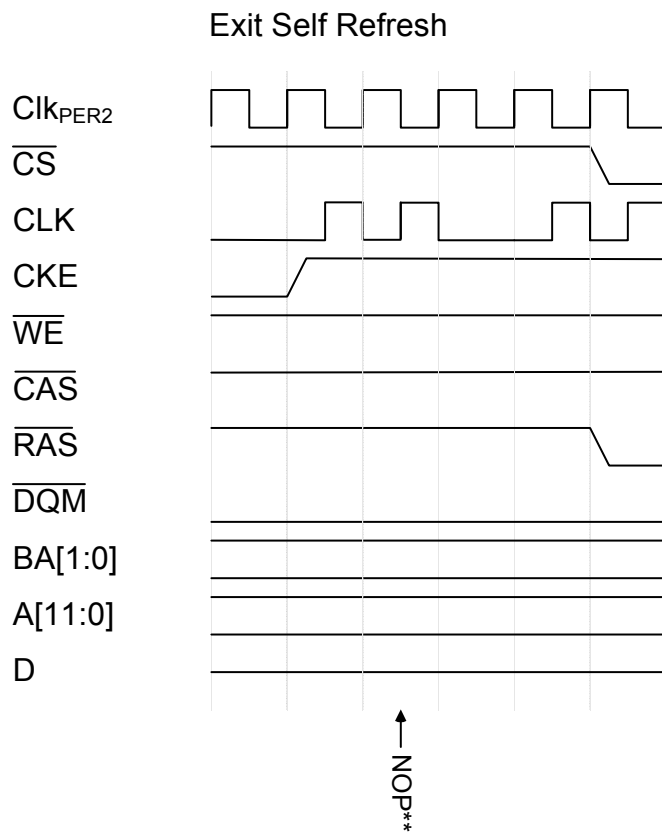 Exit Self Refresh
ClkPER2
CS
CLK
CKE
WE
CAS
RAS
DQM
BA[1:0]
A[11:0]
D
NOP**